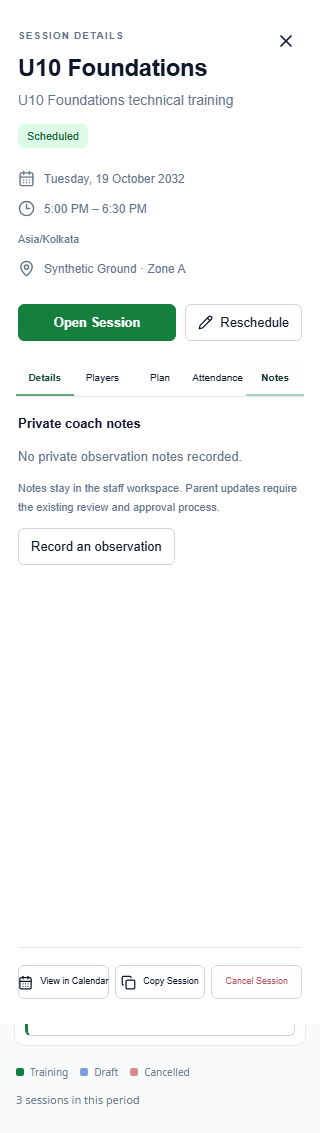 SESSION DETAILS
U10 Foundations
U10 Foundations technical training
Scheduled
Tuesday, 19 October 2032
5:00 PM – 6:30 PM
Asia/Kolkata
Synthetic Ground · Zone A
Open Session
Reschedule
Details Players Plan Attendance Notes
Private coach notes
No private observation notes recorded.
Notes stay in the staff workspace. Parent updates require
the existing review and approval process.
Record an observation
View in Calendar Copy Session Cancel Session
Training Draft Cancelled
3 sessions in this period